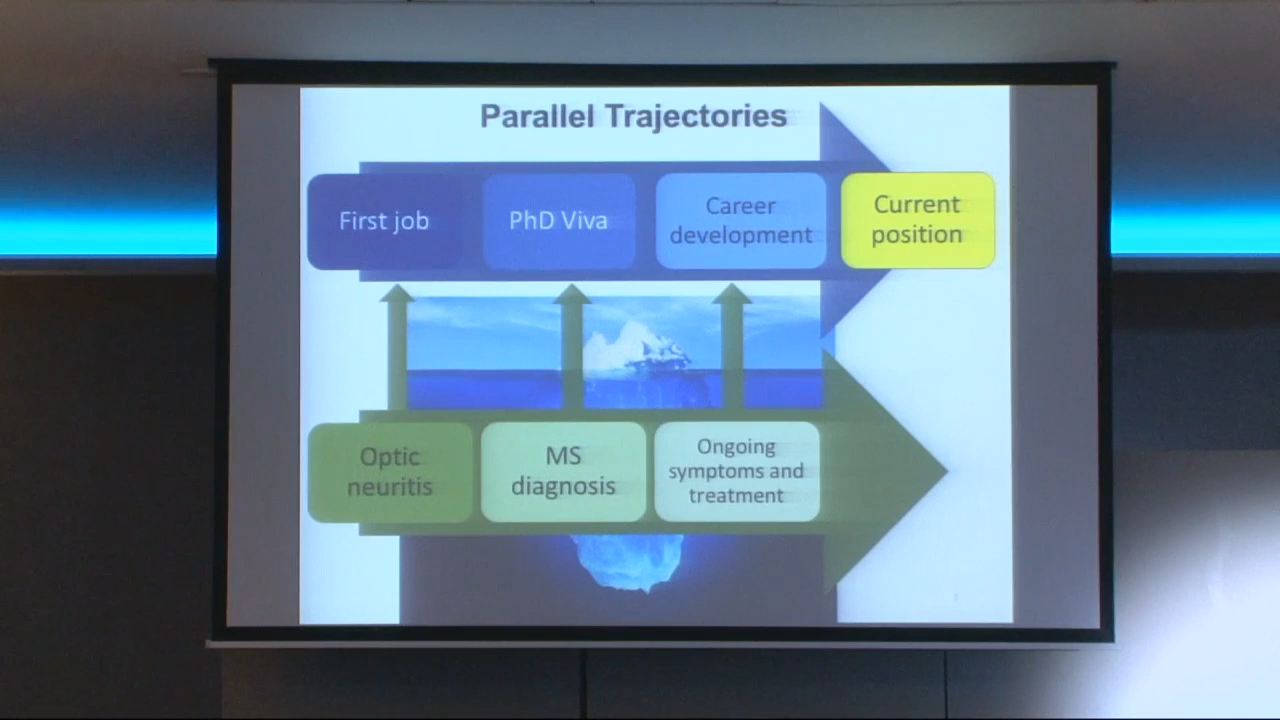 Parallel Trajectories
First job
PhD Viva
Career
development
Current
position
Optic
neuritis
MS
diagnosis
Ongoing
symptoms and
treatment